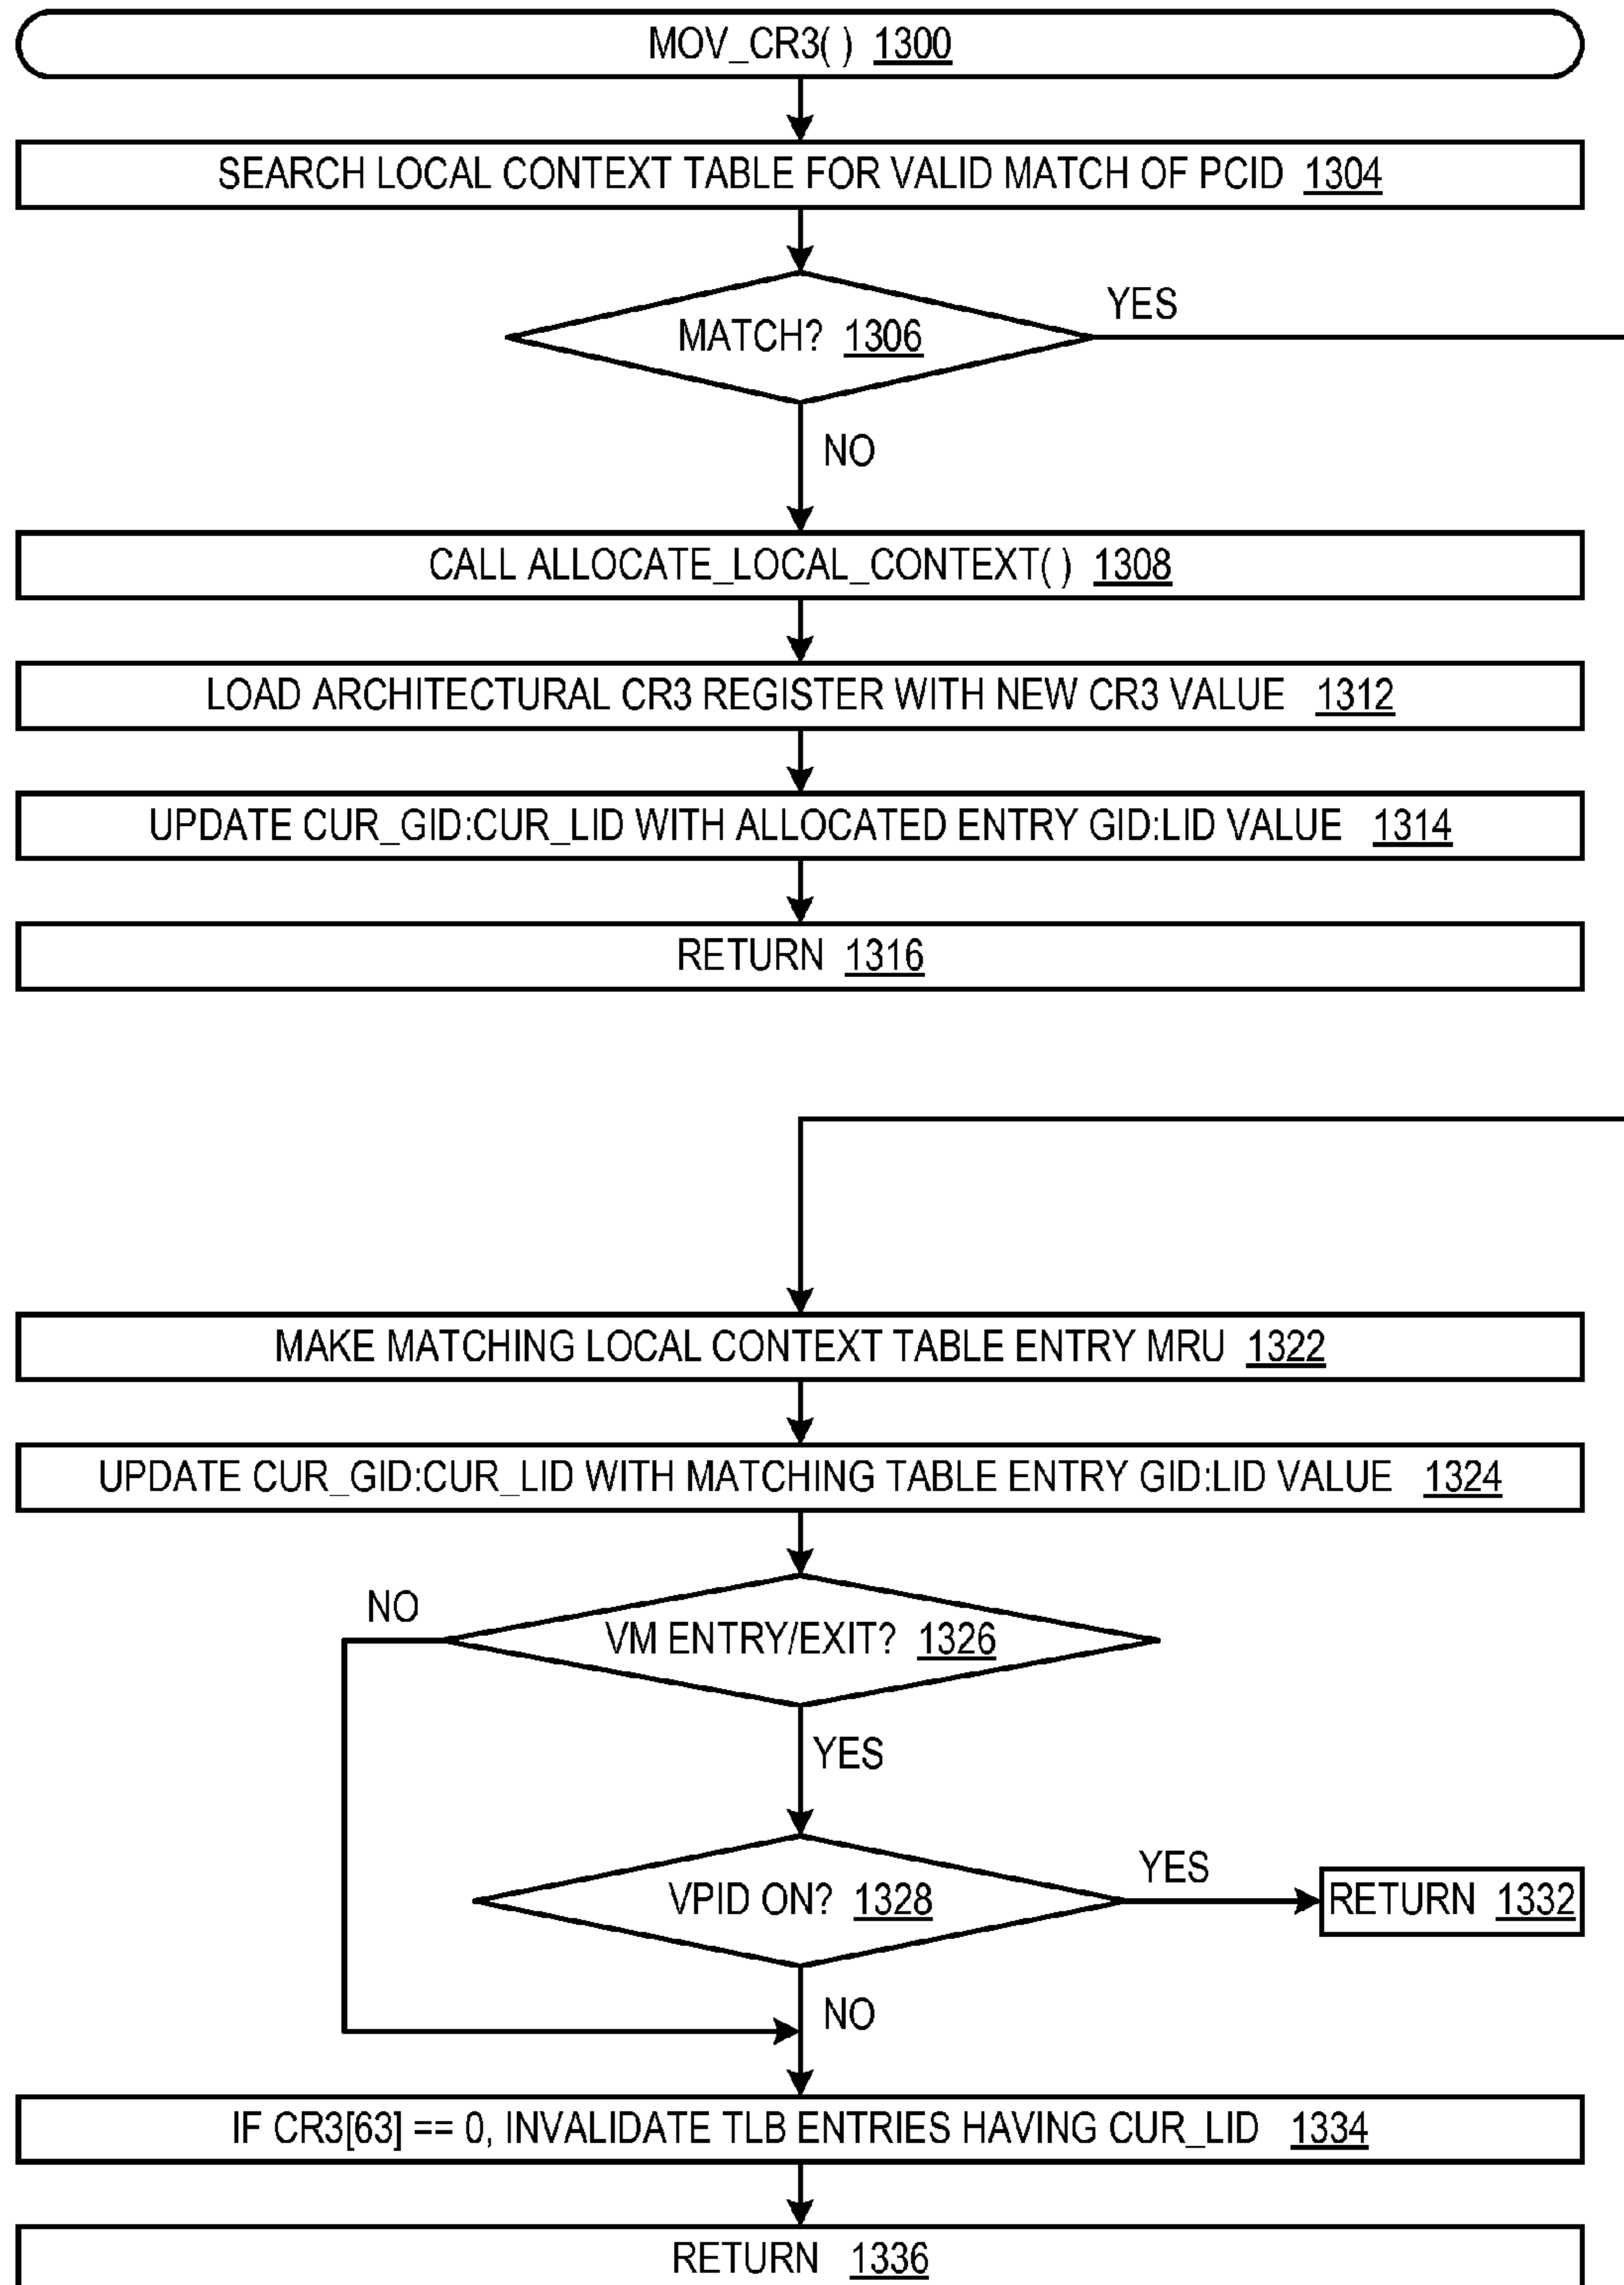 MOV_CR3( ) 1300
SEARCH LOCAL CONTEXT TABLE FOR VALID MATCH OF PCID 1304
YES
MATCH? 1306
NO
CALL ALLOCATE_LOCAL_CONTEXT( ) 1308
LOAD ARCHITECTURAL CR3 REGISTER WITH NEW CR3 VALUE 1312
UPDATE CUR_GID:CUR_LID WITH ALLOCATED ENTRY GID:LID VALUE 1314
RETURN 1316
MAKE MATCHING LOCAL CONTEXT TABLE ENTRY MRU 1322
UPDATE CUR_GID:CUR_LID WITH MATCHING TABLE ENTRY GID:LID VALUE 1324
NO
VM ENTRY/EXIT? 1326
YES
YES
VPID ON? 1328
RETURN 1332
NO
IF CR3[63] == 0, INVALIDATE TLB ENTRIES HAVING CUR_LID 1334
RETURN 1336